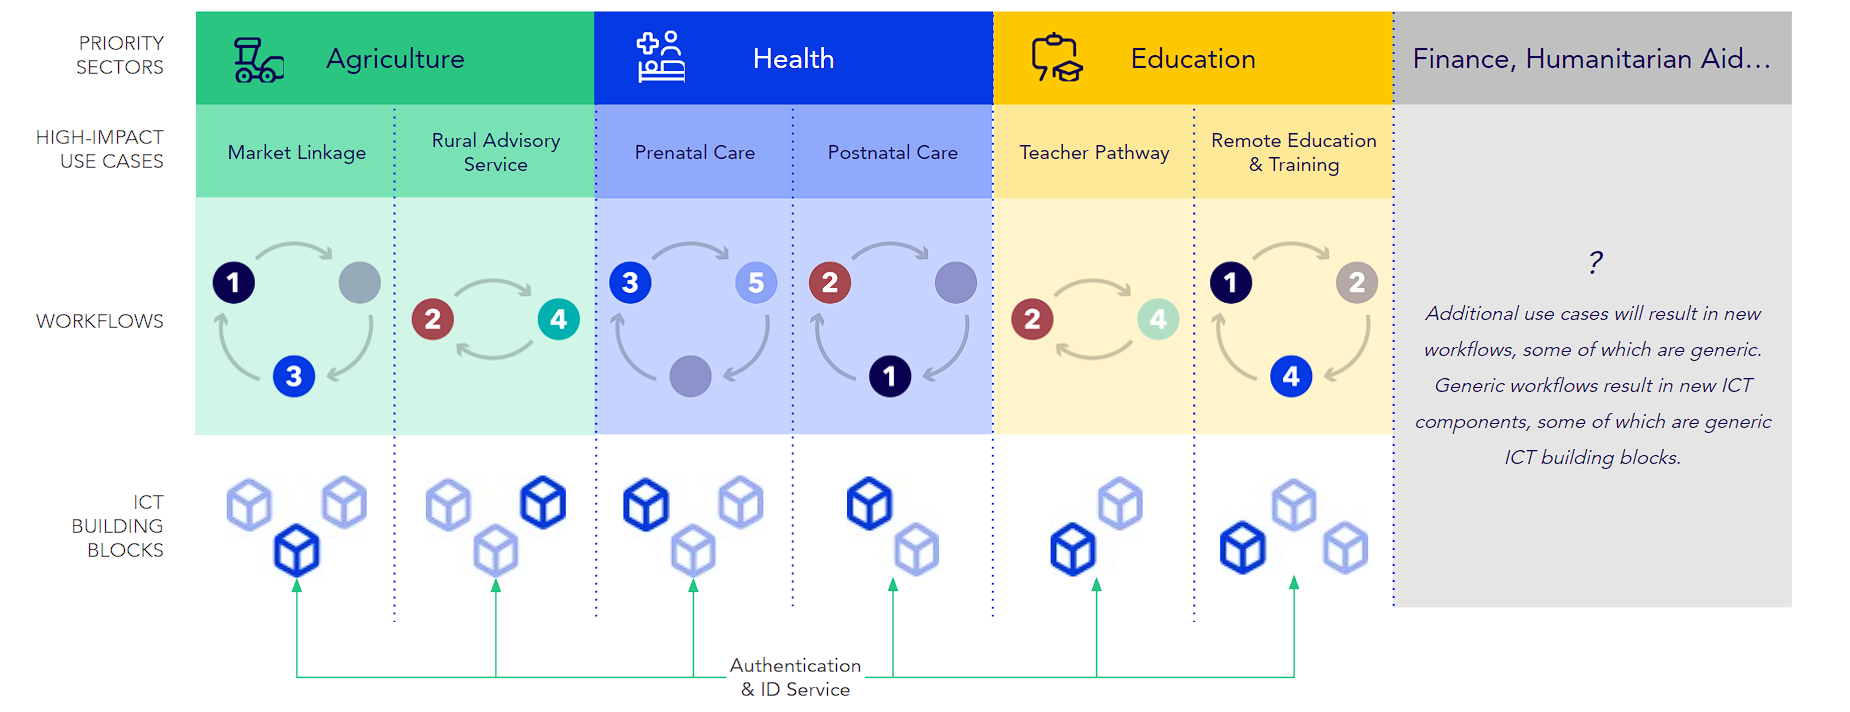 PRIORITY
SECTORS
Agriculture
Health
Education
Finance, Humanitarian Aid...
HIGH-IMPACT
USE CASES
Market Linkage
Rural Advisory
Service
Prenatal Care
Postnatal Care
Teacher Pathway
Remote Education
& Training
WORKFLOWS
1
3
2
4
3
5
2
1
2
4
1
2
4
?
Additional use cases will result in new
workflows, some of which are generic.
Generic workflows result in new ICT
components, some of which are generic
ICT building blocks.
ICT
BUILDING
BLOCKS
Authentication
& ID Service